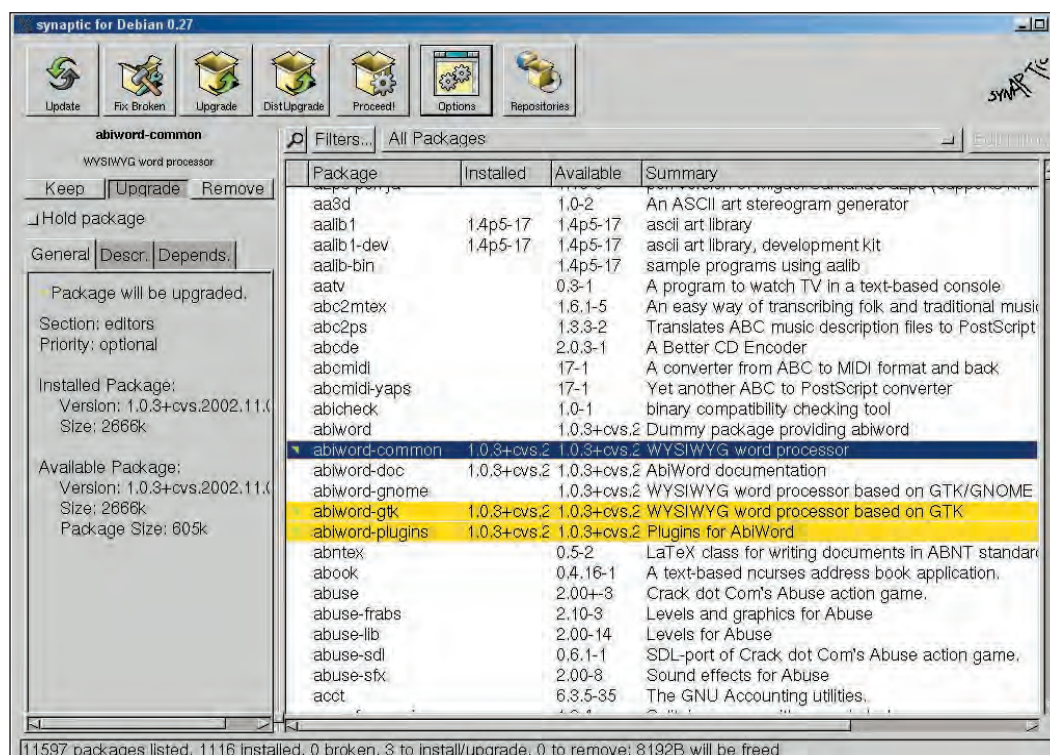 synaptic for Debian 0.27
Update Fix Broken Upgrade DistUpgrade Proceed! Options Repositories
SYNAPTIC
abiword-common
WYSIWYG word processor
Keep Upgrade Remove
Hold package
General Descr. Depends.
Package will be upgraded.
Section: editors
Priority: optional
Installed Package:
Version: 1.0.3+cvs.2002.11.
Size: 2666k
Available Package:
Version: 1.0.3+cvs.2002.11.
Size: 2666k
Package Size: 605k
Filters... All Packages
Package Installed Available Summary
aa3d 1.0-2 An ASCII art stereogram generator
aalib1 1.4p5-17 1.4p5-17 ascii art library
aalib1-dev 1.4p5-17 1.4p5-17 ascii art library, development kit
aalib-bin 1.4p5-17 sample programs using aalib
aatv 0.3-1 A program to watch TV in a text-based console
abc2mtex 1.6.1-5 An easy way of transcribing folk and traditional music
abc2ps 1.3.3-2 Translates ABC music description files to PostScript
abcde 2.0.3-1 A Better CD Encoder
abcmidi 17-1 A converter from ABC to MIDI format and back
abcmidi-yaps 17-1 Yet another ABC to PostScript converter
abicheck 1.0-1 binary compatibility checking tool
abiword 1.0.3+cvs.2 Dummy package providing abiword
abiword-common 1.0.3+cvs.2 1.0.3+cvs.2 WYSIWYG word processor
abiword-doc 1.0.3+cvs.2 1.0.3+cvs.2 AbiWord documentation
abiword-gnome 1.0.3+cvs.2 WYSIWYG word processor based on GTK/GNOME
abiword-gtk 1.0.3+cvs.2 1.0.3+cvs.2 WYSIWYG word processor based on GTK
abiword-plugins 1.0.3+cvs.2 1.0.3+cvs.2 Plugins for AbiWord
abntex 0.5-2 LaTeX class for writing documents in ABNT standard
abook 0.4.16-1 A text-based ncurses address book application.
abuse 2.00+-3 Crack dot Com's Abuse action game.
abuse-frabs 2.10-3 Levels and graphics for Abuse
abuse-lib 2.00-14 Levels for Abuse
abuse-sdl 0.6.1-1 SDL-port of Crack dot Com's Abuse action game.
abuse-sfx 2.00-8 Sound effects for Abuse
acct 6.3.5-35 The GNU Accounting utilities.
11597 packages listed, 1116 installed, 0 broken. 3 to install/upgrade, 0 to remove; 8192B will be freed